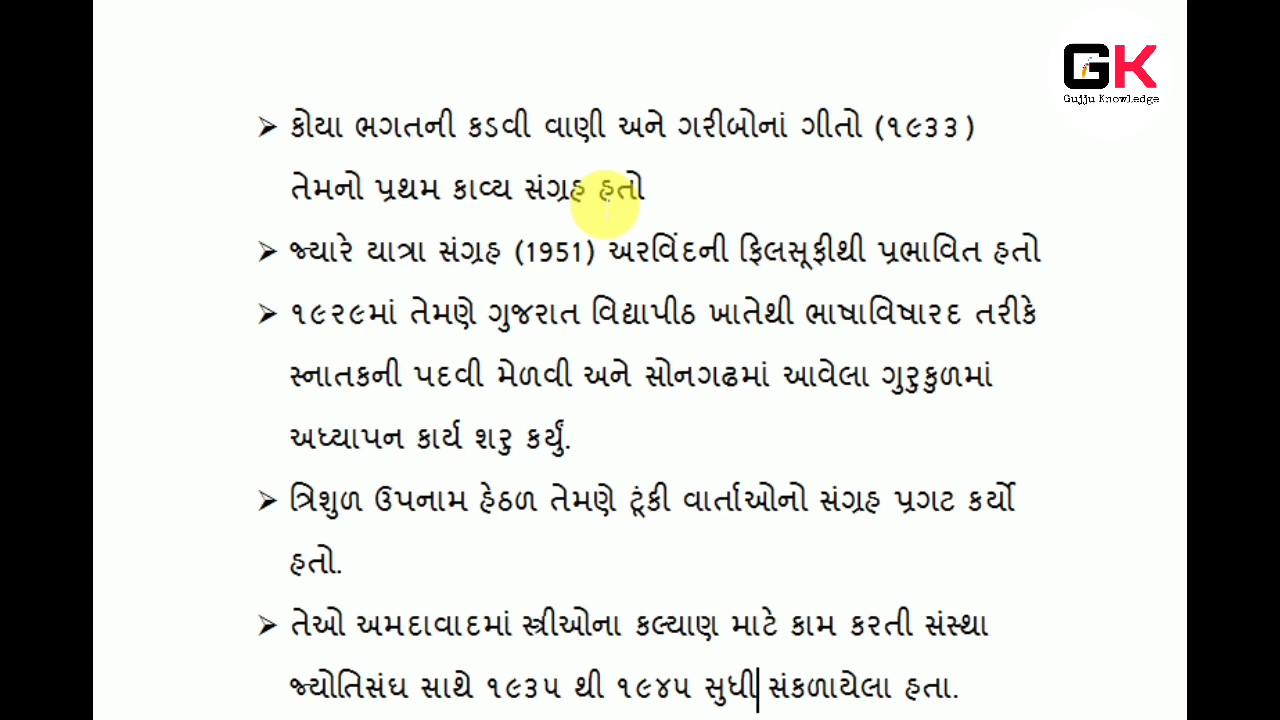 GK
Gujju Knowledge
➢ કોયા ભગતની કડવી વાણી અને ગરીબોનાં ગીતો (૧૯૩૩)
તેમનો પ્રથમ કાવ્ય સંગ્રહ હતો
➢ જ્યારે યાત્રા સંગ્રહ (1951) અરવિંદની ફિલસૂફીથી પ્રભાવિત હતો
➢ ૧૯૨૯માં તેમણે ગુજરાત વિદ્યાપીઠ ખાતેથી ભાષાવિષારદ તરીકે
સ્નાતકની પદવી મેળવી અને સોનગઢમાં આવેલા ગુરુકુળમાં
અધ્યાપન કાર્ય શરુ કર્યું.
➢ ત્રિશુળ ઉપનામ હેઠળ તેમણે ટૂંકી વાર્તાઓનો સંગ્રહ પ્રગટ કર્યો
હતો.
➢ તેઓ અમદાવાદમાં સ્ત્રીઓના કલ્યાણ માટે કામ કરતી સંસ્થા
જ્યોતિસંઘ સાથે ૧૯૩૫ થી ૧૯૪૫ સુધી સંકળાયેલા હતા.